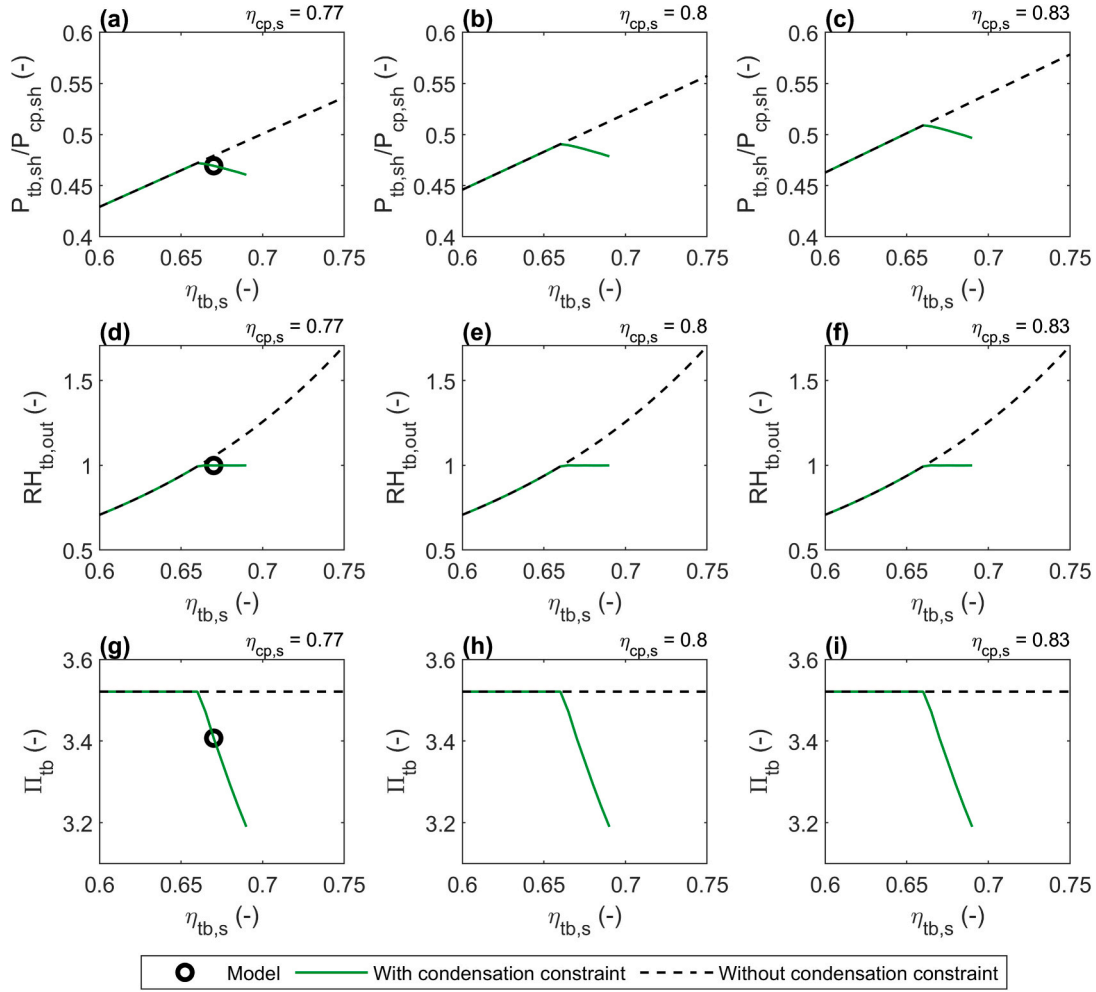 (a) η_cp,s = 0.77
P_tb,sh/P_cp,sh (-)
0.6
0.55
0.5
0.45
0.4
0.6 0.65 0.7 0.75
η_tb,s (-)
(b) η_cp,s = 0.8
P_tb,sh/P_cp,sh (-)
0.6
0.55
0.5
0.45
0.4
0.6 0.65 0.7 0.75
η_tb,s (-)
(c) η_cp,s = 0.83
P_tb,sh/P_cp,sh (-)
0.6
0.55
0.5
0.45
0.4
0.6 0.65 0.7 0.75
η_tb,s (-)
(d) η_cp,s = 0.77
RH_tb,out (-)
1.5
1
0.5
0.6 0.65 0.7 0.75
η_tb,s (-)
(e) η_cp,s = 0.8
RH_tb,out (-)
1.5
1
0.5
0.6 0.65 0.7 0.75
η_tb,s (-)
(f) η_cp,s = 0.83
RH_tb,out (-)
1.5
1
0.5
0.6 0.65 0.7 0.75
η_tb,s (-)
(g) η_cp,s = 0.77
Π_tb (-)
3.6
3.4
3.2
0.6 0.65 0.7 0.75
η_tb,s (-)
(h) η_cp,s = 0.8
Π_tb (-)
3.6
3.4
3.2
0.6 0.65 0.7 0.75
η_tb,s (-)
(i) η_cp,s = 0.83
Π_tb (-)
3.6
3.4
3.2
0.6 0.65 0.7 0.75
η_tb,s (-)
Model With condensation constraint Without condensation constraint